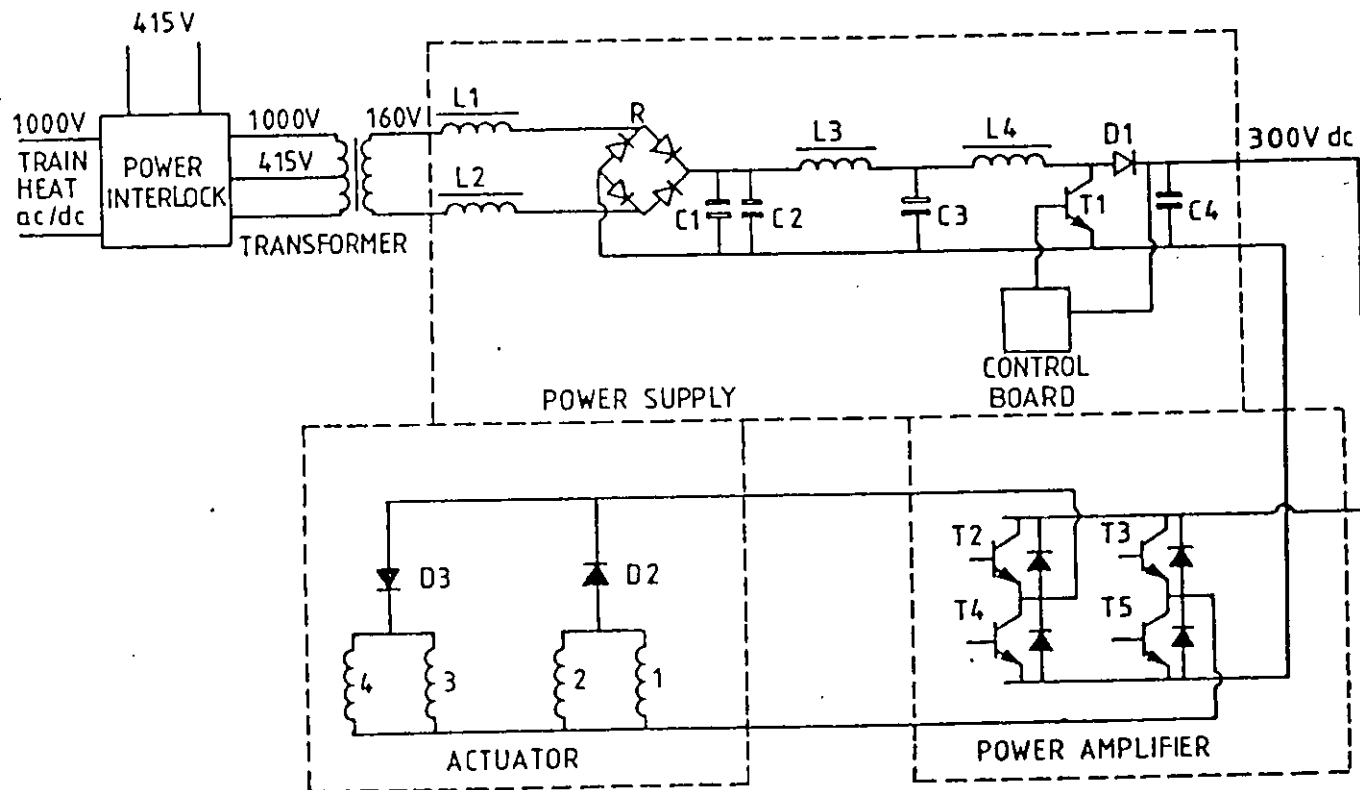 415V
1000V
TRAIN
HEAT
ac/dc
POWER
INTERLOCK
1000V
415V
TRANSFORMER
160V
L1
L2
R
C1
C2
L3
C3
L4
T1
D1
C4
300V dc
CONTROL
BOARD
POWER SUPPLY
D3
D2
4
3
2
1
ACTUATOR
T2
T3
T4
T5
POWER AMPLIFIER